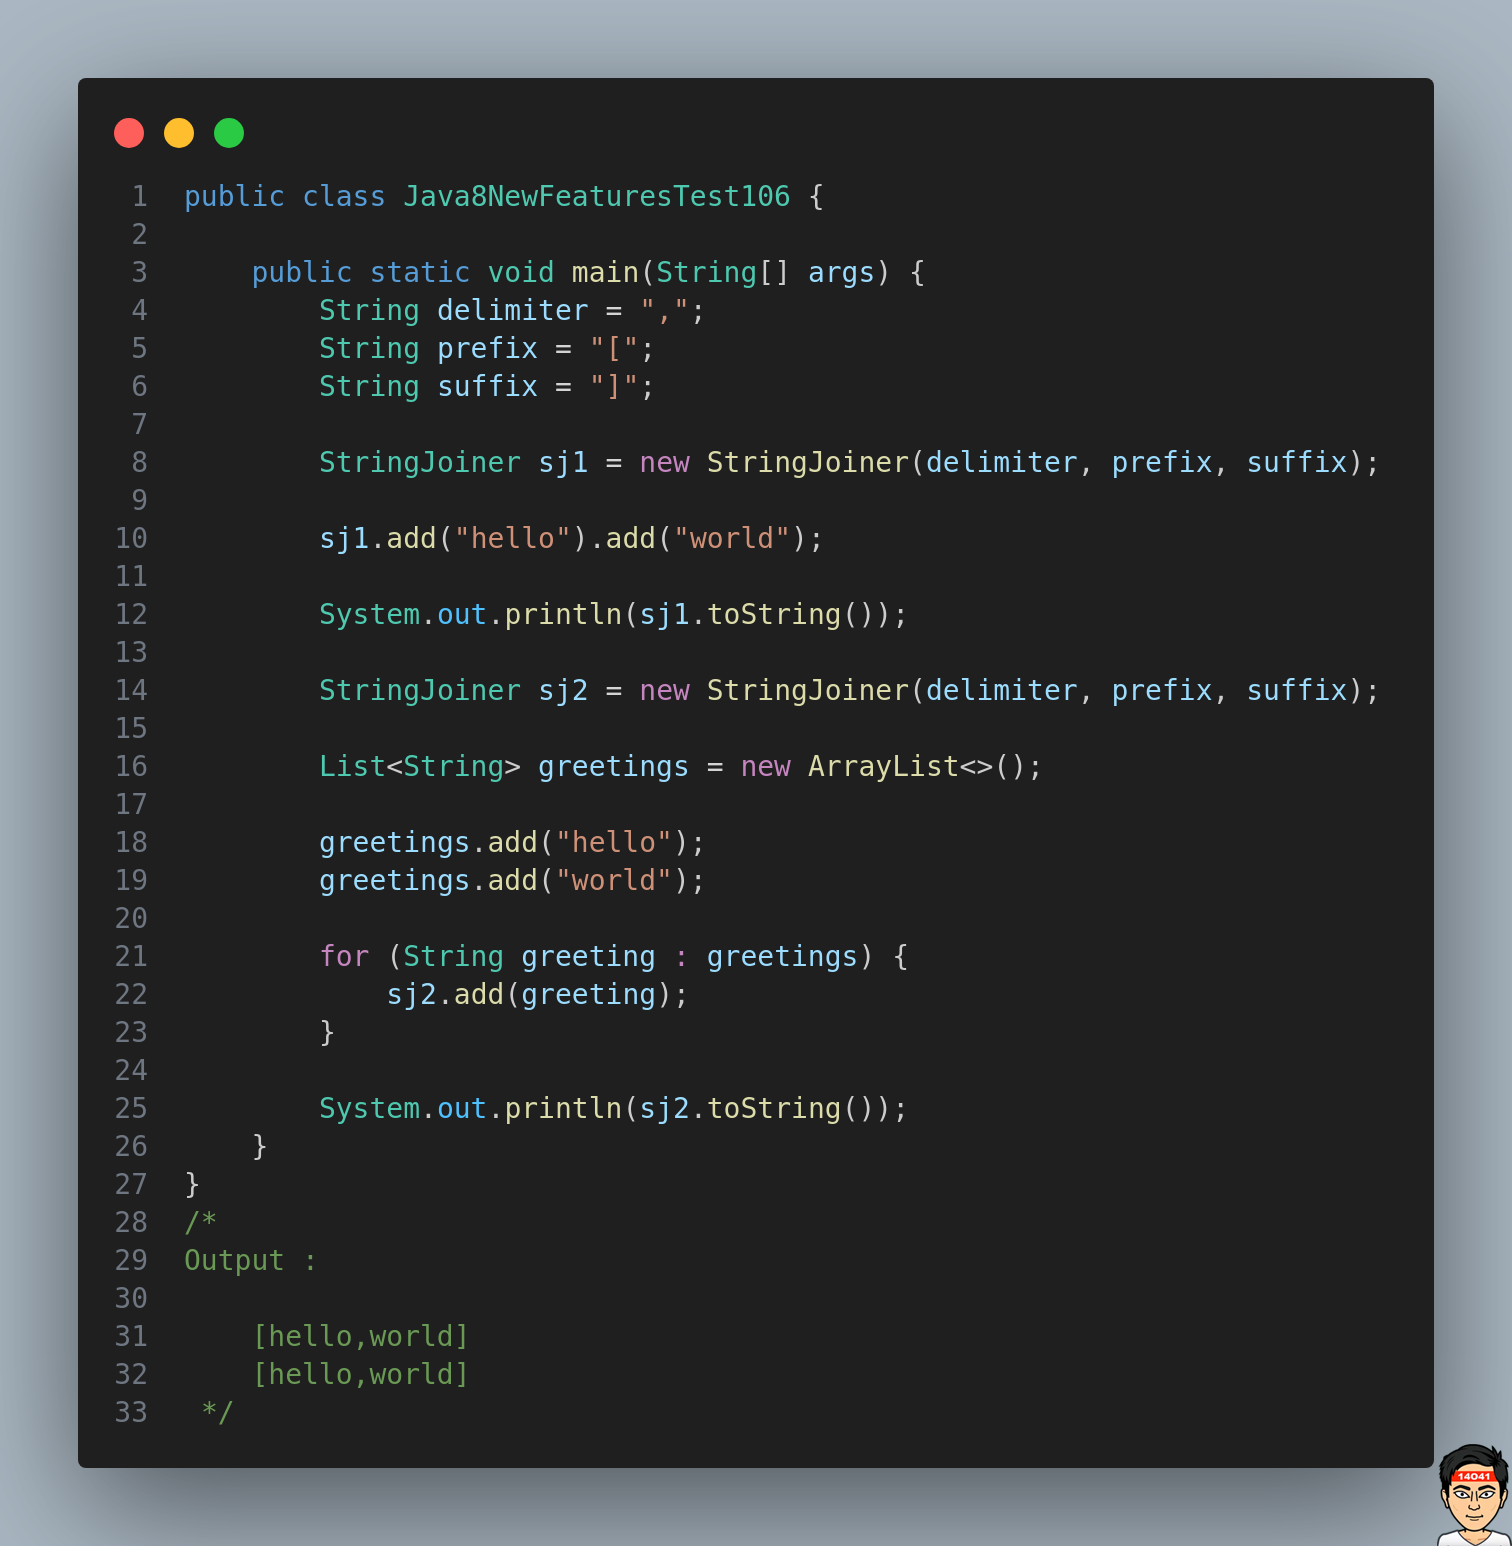 1 public class Java8NewFeaturesTest106 {
2
3     public static void main(String[] args) {
4         String delimiter = ",";
5         String prefix = "[";
6         String suffix = "]";
7
8         StringJoiner sj1 = new StringJoiner(delimiter, prefix, suffix);
9
10         sj1.add("hello").add("world");
11
12         System.out.println(sj1.toString());
13
14         StringJoiner sj2 = new StringJoiner(delimiter, prefix, suffix);
15
16         List<String> greetings = new ArrayList<>();
17
18         greetings.add("hello");
19         greetings.add("world");
20
21         for (String greeting : greetings) {
22             sj2.add(greeting);
23         }
24
25         System.out.println(sj2.toString());
26     }
27 }
28 /*
29 Output :
30
31     [hello,world]
32     [hello,world]
33  */
14041